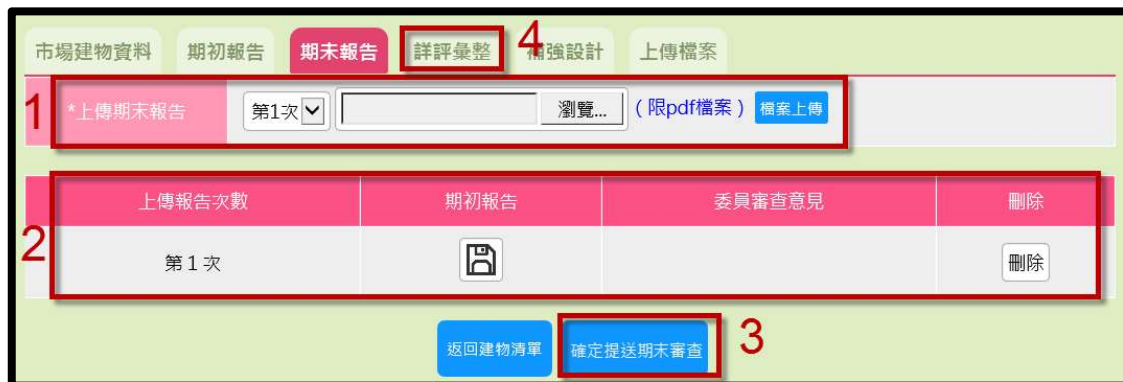 市場建物資料 期初報告 期末報告 詳評彙整 4 補強設計 上傳檔案
1 *上傳期末報告 第1次 瀏覽... (限pdf檔案) 檔案上傳
上傳報告次數 期初報告 委員審查意見 刪除
2 第1次 刪除
返回建物清單 確定提送期末審查 3